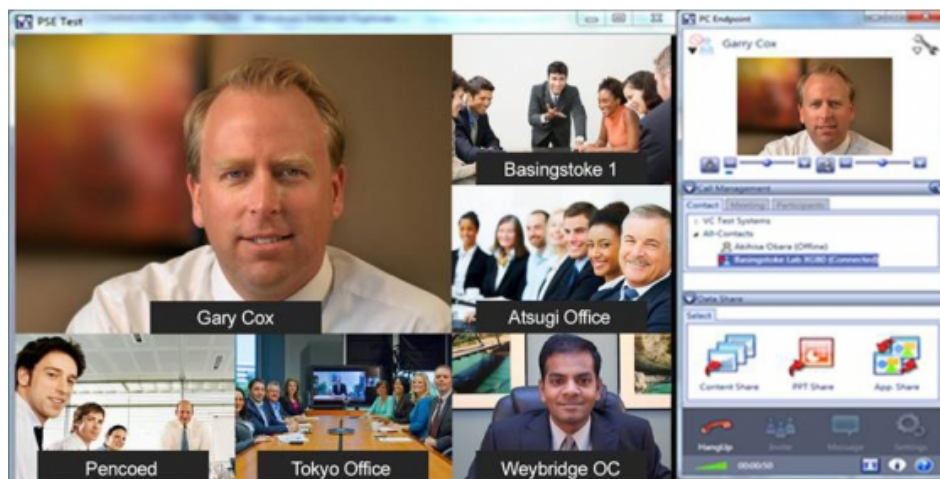 PSE Test
Gary Cox
Basingstoke 1
Atsugi Office
Pencoed
Tokyo Office
Weybridge OC
PC Endpoint
Garry Cox
Call Management
Contact
Meeting
Participants
VC Test Systems
All-Contacts
Akihisa Obara (Offline)
Basingstoke Lab XG80 (Connected)
Data Share
Select
Content Share
PPT Share
App. Share
HangUp
Invite
Message
Settings
00:00:50